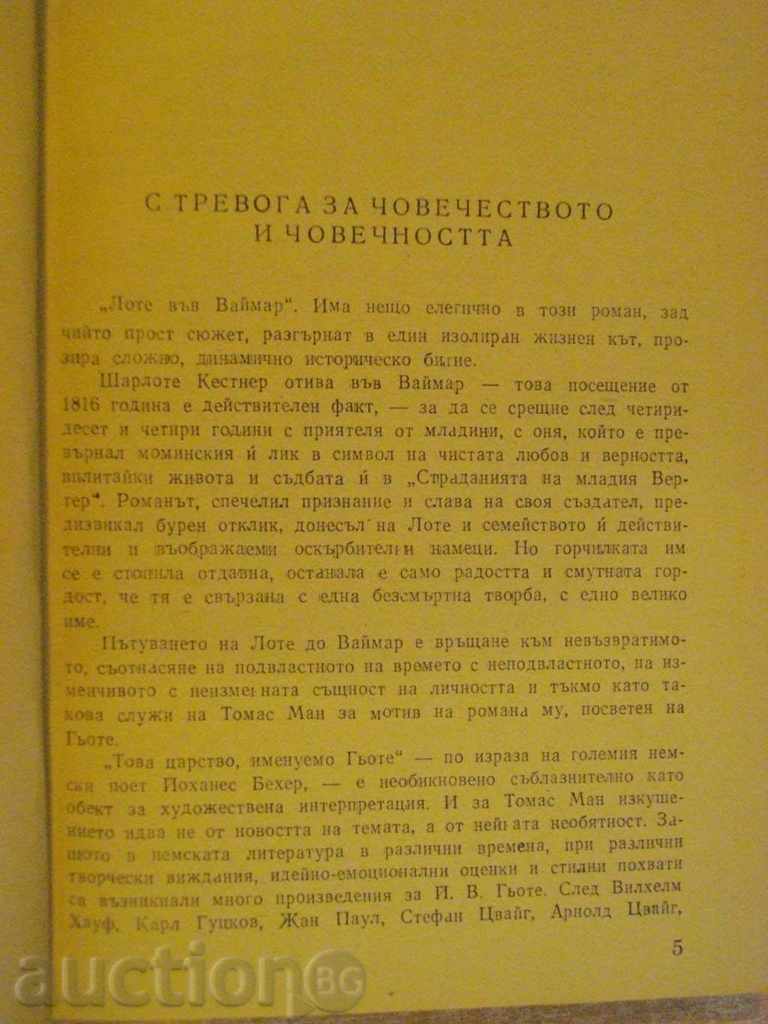 С ТРЕВОГА ЗА ЧОВЕЧЕСТВОТО
И ЧОВЕЧНОСТТА
„Лоте във Ваймар“. Има нещо елегично в този роман, зад
чийто прост сюжет, разгърнат в един изолиран жизнен кът, про-
зира сложно, динамично историческо битие.
Шарлоте Кестнер отива във Ваймар — това посещение от
1816 година е действителен факт, — за да се срещне след четири-
десет и четири години с приятеля от младини, с оня, който е пре-
върнал моминския ѝ лик в символ на чистата любов и верността,
вплитайки живота и съдбата ѝ в „Страданията на младия Вер-
тер“. Романът, спечелил признание и слава на своя създател, пре-
дизвикал бурен отклик, донесъл на Лоте и семейството ѝ действи-
телни и въображаеми оскърбителни намеци. Но горчилката им
се е стопила отдавна, останала е само радостта и смутната гор-
дост, че тя е свързана с една безсмъртна творба, с едно велико
име.
Пътуването на Лоте до Ваймар е връщане към невъзвратимо-
то, съотнасяне на подвластното на времето с неподвластното, на из-
менчивото с неизменната същност на личността и тъкмо като та-
кова служи на Томас Ман за мотив на романа му, посветен на
Гьоте.
„Това царство, именуемо Гьоте“ — по израза на големия нем-
ски поет Йоханес Бехер, — е необикновено съблазнително като
обект за художествена интерпретация. И за Томас Ман изкуше-
нието идва не от новостта на темата, а от нейната необятност. За-
щото в немската литература в различни времена, при различни
творчески виждания, идейно-емоционални оценки и стилни похвати
са възникнали много произведения за Й. В. Гьоте. След Вилхелм
Хауф, Карл Гуцков, Жан Паул, Стефан Цвайг, Арнолд Цвайг,
5
auction BG